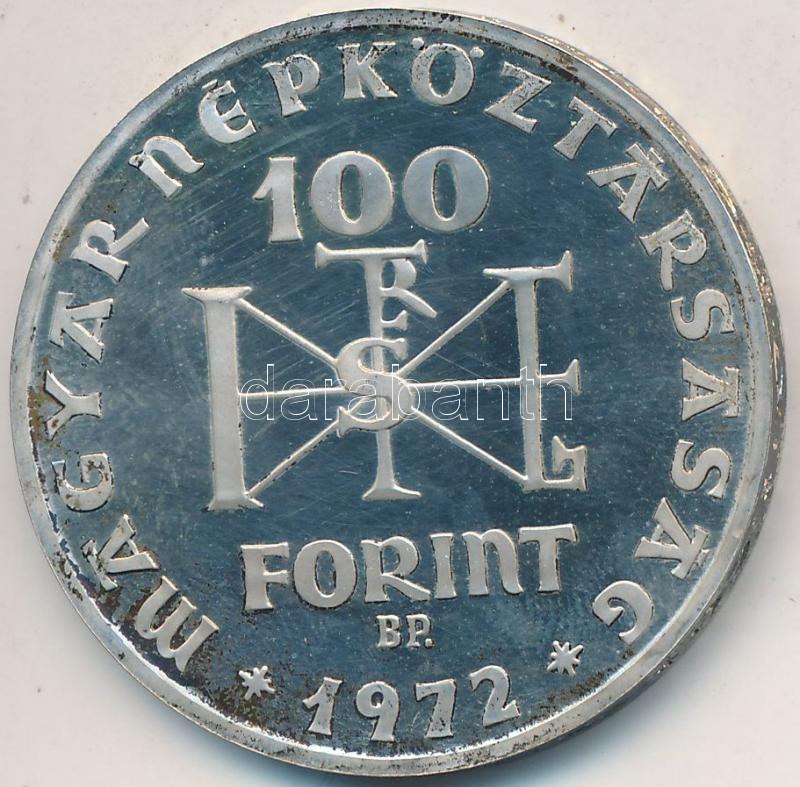 MAGYAR NÉPKÖZTÁRSASÁG
100
FORINT
BP.
* 1972 *
darabanth